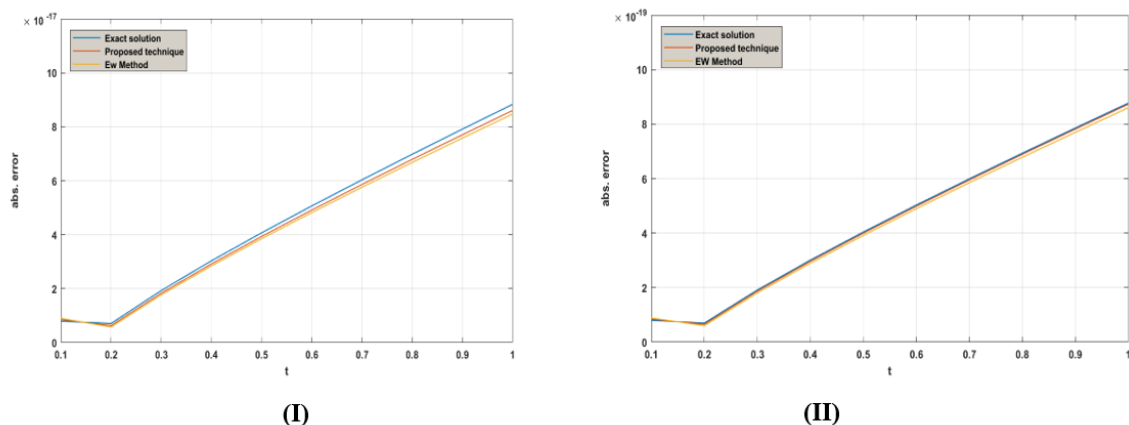 × 10 -17
Exact solution
Proposed technique
Ew Method
10
8
6
4
2
0
abs. error
0.1 0.2 0.3 0.4 0.5 0.6 0.7 0.8 0.9 1
t
(I)
× 10 -19
12
Exact solution
Proposed technique
EW Method
10
8
6
4
2
0
abs. error
0.1 0.2 0.3 0.4 0.5 0.6 0.7 0.8 0.9 1
t
(II)